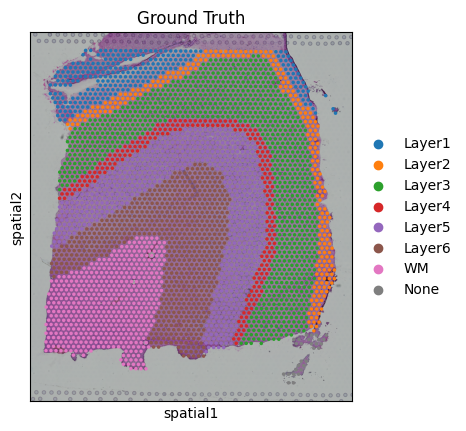 Ground Truth
spatial2
Layer1
Layer2
Layer3
Layer4
Layer5
Layer6
WM
None
spatial1